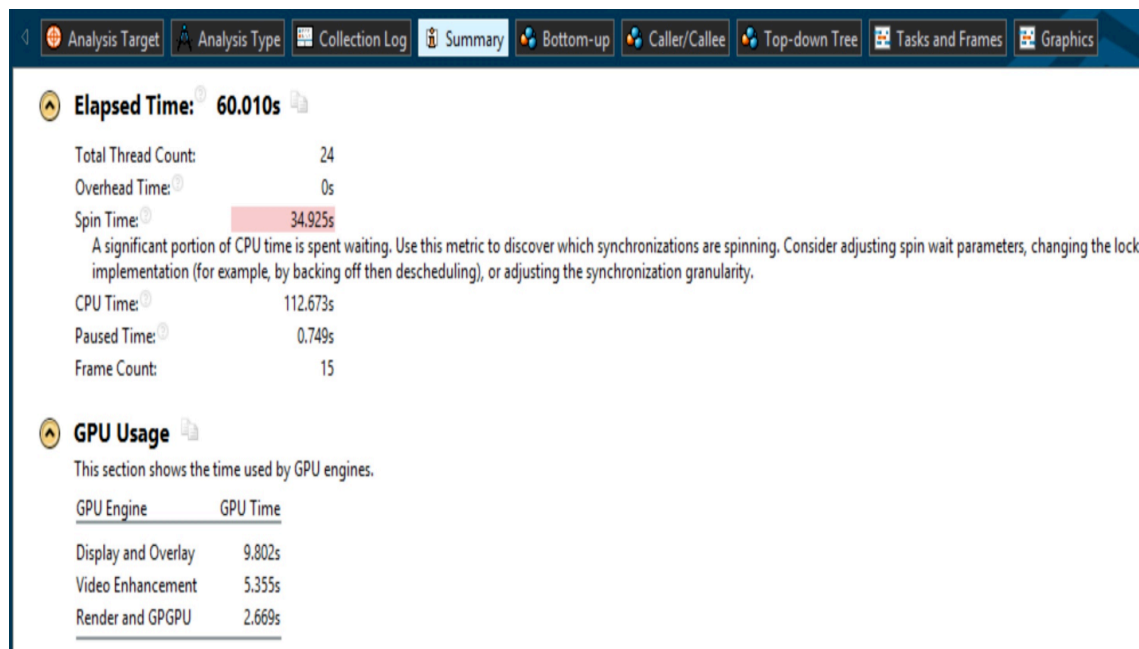 Analysis Target Analysis Type Collection Log Summary Bottom-up Caller/Callee Top-down Tree Tasks and Frames Graphics
Elapsed Time: 60.010s
Total Thread Count: 24
Overhead Time: 0s
Spin Time: 34.925s
A significant portion of CPU time is spent waiting. Use this metric to discover which synchronizations are spinning. Consider adjusting spin wait parameters, changing the lock
implementation (for example, by backing off then descheduling), or adjusting the synchronization granularity.
CPU Time: 112.673s
Paused Time: 0.749s
Frame Count: 15
GPU Usage
This section shows the time used by GPU engines.
GPU Engine GPU Time
Display and Overlay 9.802s
Video Enhancement 5.355s
Render and GPGPU 2.669s